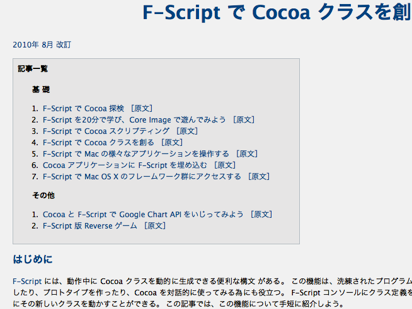 F-Script で Cocoa クラスを創
2010年 8月 改訂
記事一覧
基 礎
1. F-Script で Cocoa 探検 [原文]
2. F-Script を20分で学び、Core Image で遊んでみよう [原文]
3. F-Script で Cocoa スクリプティング [原文]
4. F-Script で Cocoa クラスを創る [原文]
5. F-Script で Mac の様々なアプリケーションを操作する [原文]
6. Cocoa アプリケーションに F-Script を埋め込む [原文]
7. F-Script で Mac OS X のフレームワーク群にアクセスする [原文]
その他
1. Cocoa と F-Script で Google Chart API をいじってみよう [原文]
2. F-Script 版 Reverse ゲーム [原文]
はじめに
F-Script には、動作中に Cocoa クラスを動的に生成できる便利な構文 がある。 この機能は、洗練されたプログラム
したり、プロトタイプを作ったり、Cocoa を対話的に使ってみる為にも役立つ。 F-Script コンソールにクラス定義を
にその新しいクラスを動かすことができる。 この記事では、この機能について手短に紹介しよう。